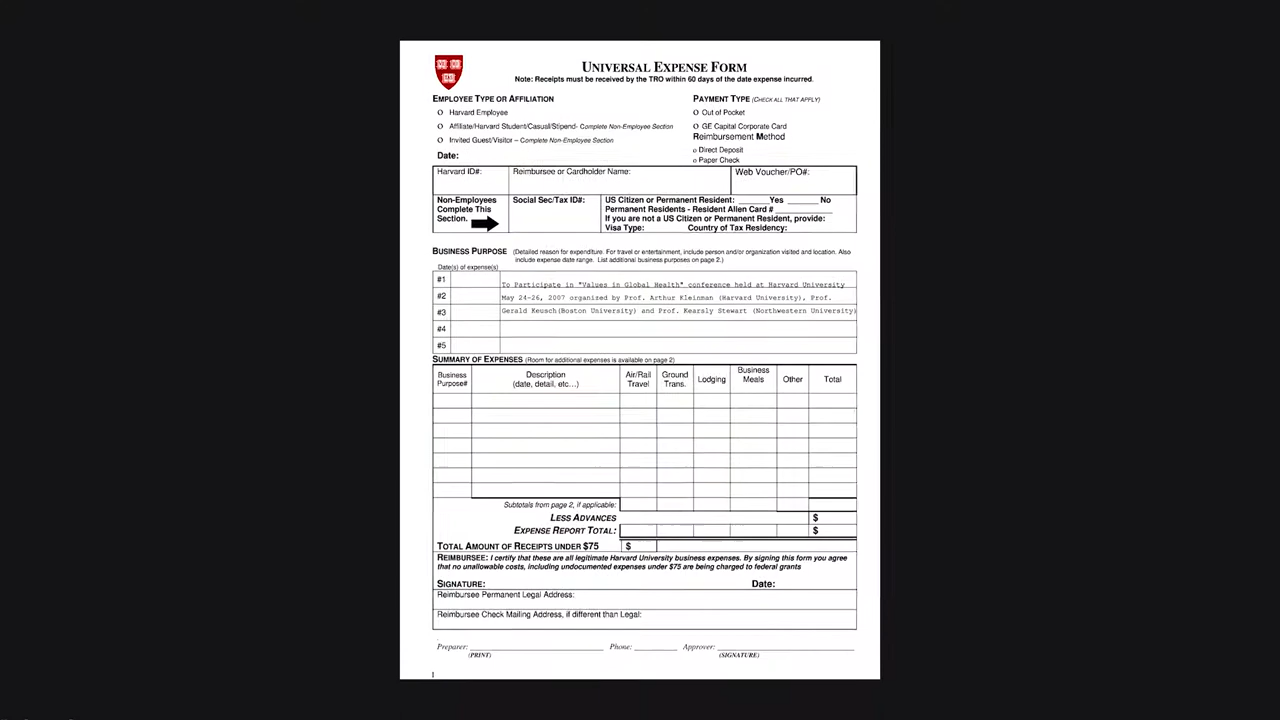 UNIVERSAL EXPENSE FORM
Note: Receipts must be received by the TRO within 60 days of the date expense incurred.
EMPLOYEE TYPE OR AFFILIATION
PAYMENT TYPE (CHECK ALL THAT APPLY)
O Harvard Employee
O Out of Pocket
O Affiliate/Harvard Student/Casual/Stipend- Complete Non-Employee Section
O GE Capital Corporate Card
O Invited Guest/Visitor – Complete Non-Employee Section
Reimbursement Method
o Direct Deposit
Date:
o Paper Check
Harvard ID#:
Reimbursee or Cardholder Name:
Web Voucher/PO#:
Non-Employees
Complete This
Section.
Social Sec/Tax ID#:
US Citizen or Permanent Resident: ______Yes ______ No
Permanent Residents - Resident Allen Card # ____________
If you are not a US Citizen or Permanent Resident, provide:
Visa Type: Country of Tax Residency:
BUSINESS PURPOSE (Detailed reason for expenditure. For travel or entertainment, include person and/or organization visited and location. Also
include expense date range. List additional business purposes on page 2.)
Date(s) of expense(s)
#1 To Participate in "Values in Global Health" conference held at Harvard University
#2 May 24-26, 2007 organized by Prof. Arthur Kleinman (Harvard University), Prof.
#3 Gerald Keusch(Boston University) and Prof. Kearsly Stewart (Northwestern University)
#4
#5
SUMMARY OF EXPENSES (Room for additional expenses is available on page 2)
Business
Purpose#
Description
(date, detail, etc…)
Air/Rail
Travel
Ground
Trans.
Lodging
Business
Meals
Other
Total
Subtotals from page 2, if applicable:
LESS ADVANCES $
EXPENSE REPORT TOTAL: $
TOTAL AMOUNT OF RECEIPTS UNDER $75 $
REIMBURSEE: I certify that these are all legitimate Harvard University business expenses. By signing this form you agree
that no unallowable costs, including undocumented expenses under $75 are being charged to federal grants
SIGNATURE: Date:
Reimbursee Permanent Legal Address:
Reimbursee Check Mailing Address, if different than Legal:
Preparer: ____________________ Phone: __________ Approver: ____________________
(PRINT) (SIGNATURE)
1